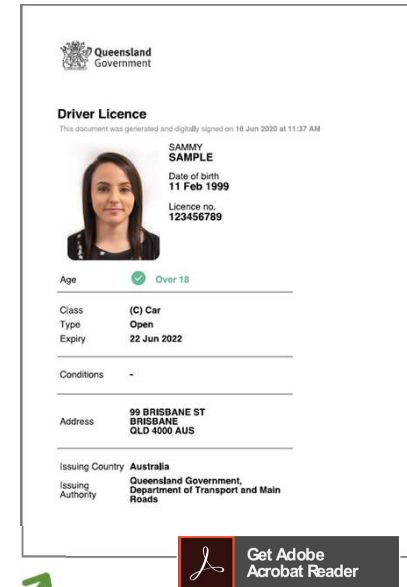 Queensland
Government
Driver Licence
This document was generated and digitally signed on 18 Jun 2020 at 11:37 AM
SAMMY
SAMPLE
Date of birth
11 Feb 1999
Licence no.
123456789
Age Over 18
Class (C) Car
Type Open
Expiry 22 Jun 2022
Conditions -
Address 99 BRISBANE ST
BRISBANE
QLD 4000 AUS
Issuing Country Australia
Issuing Authority Queensland Government,
Department of Transport and Main
Roads
Get Adobe
Acrobat Reader